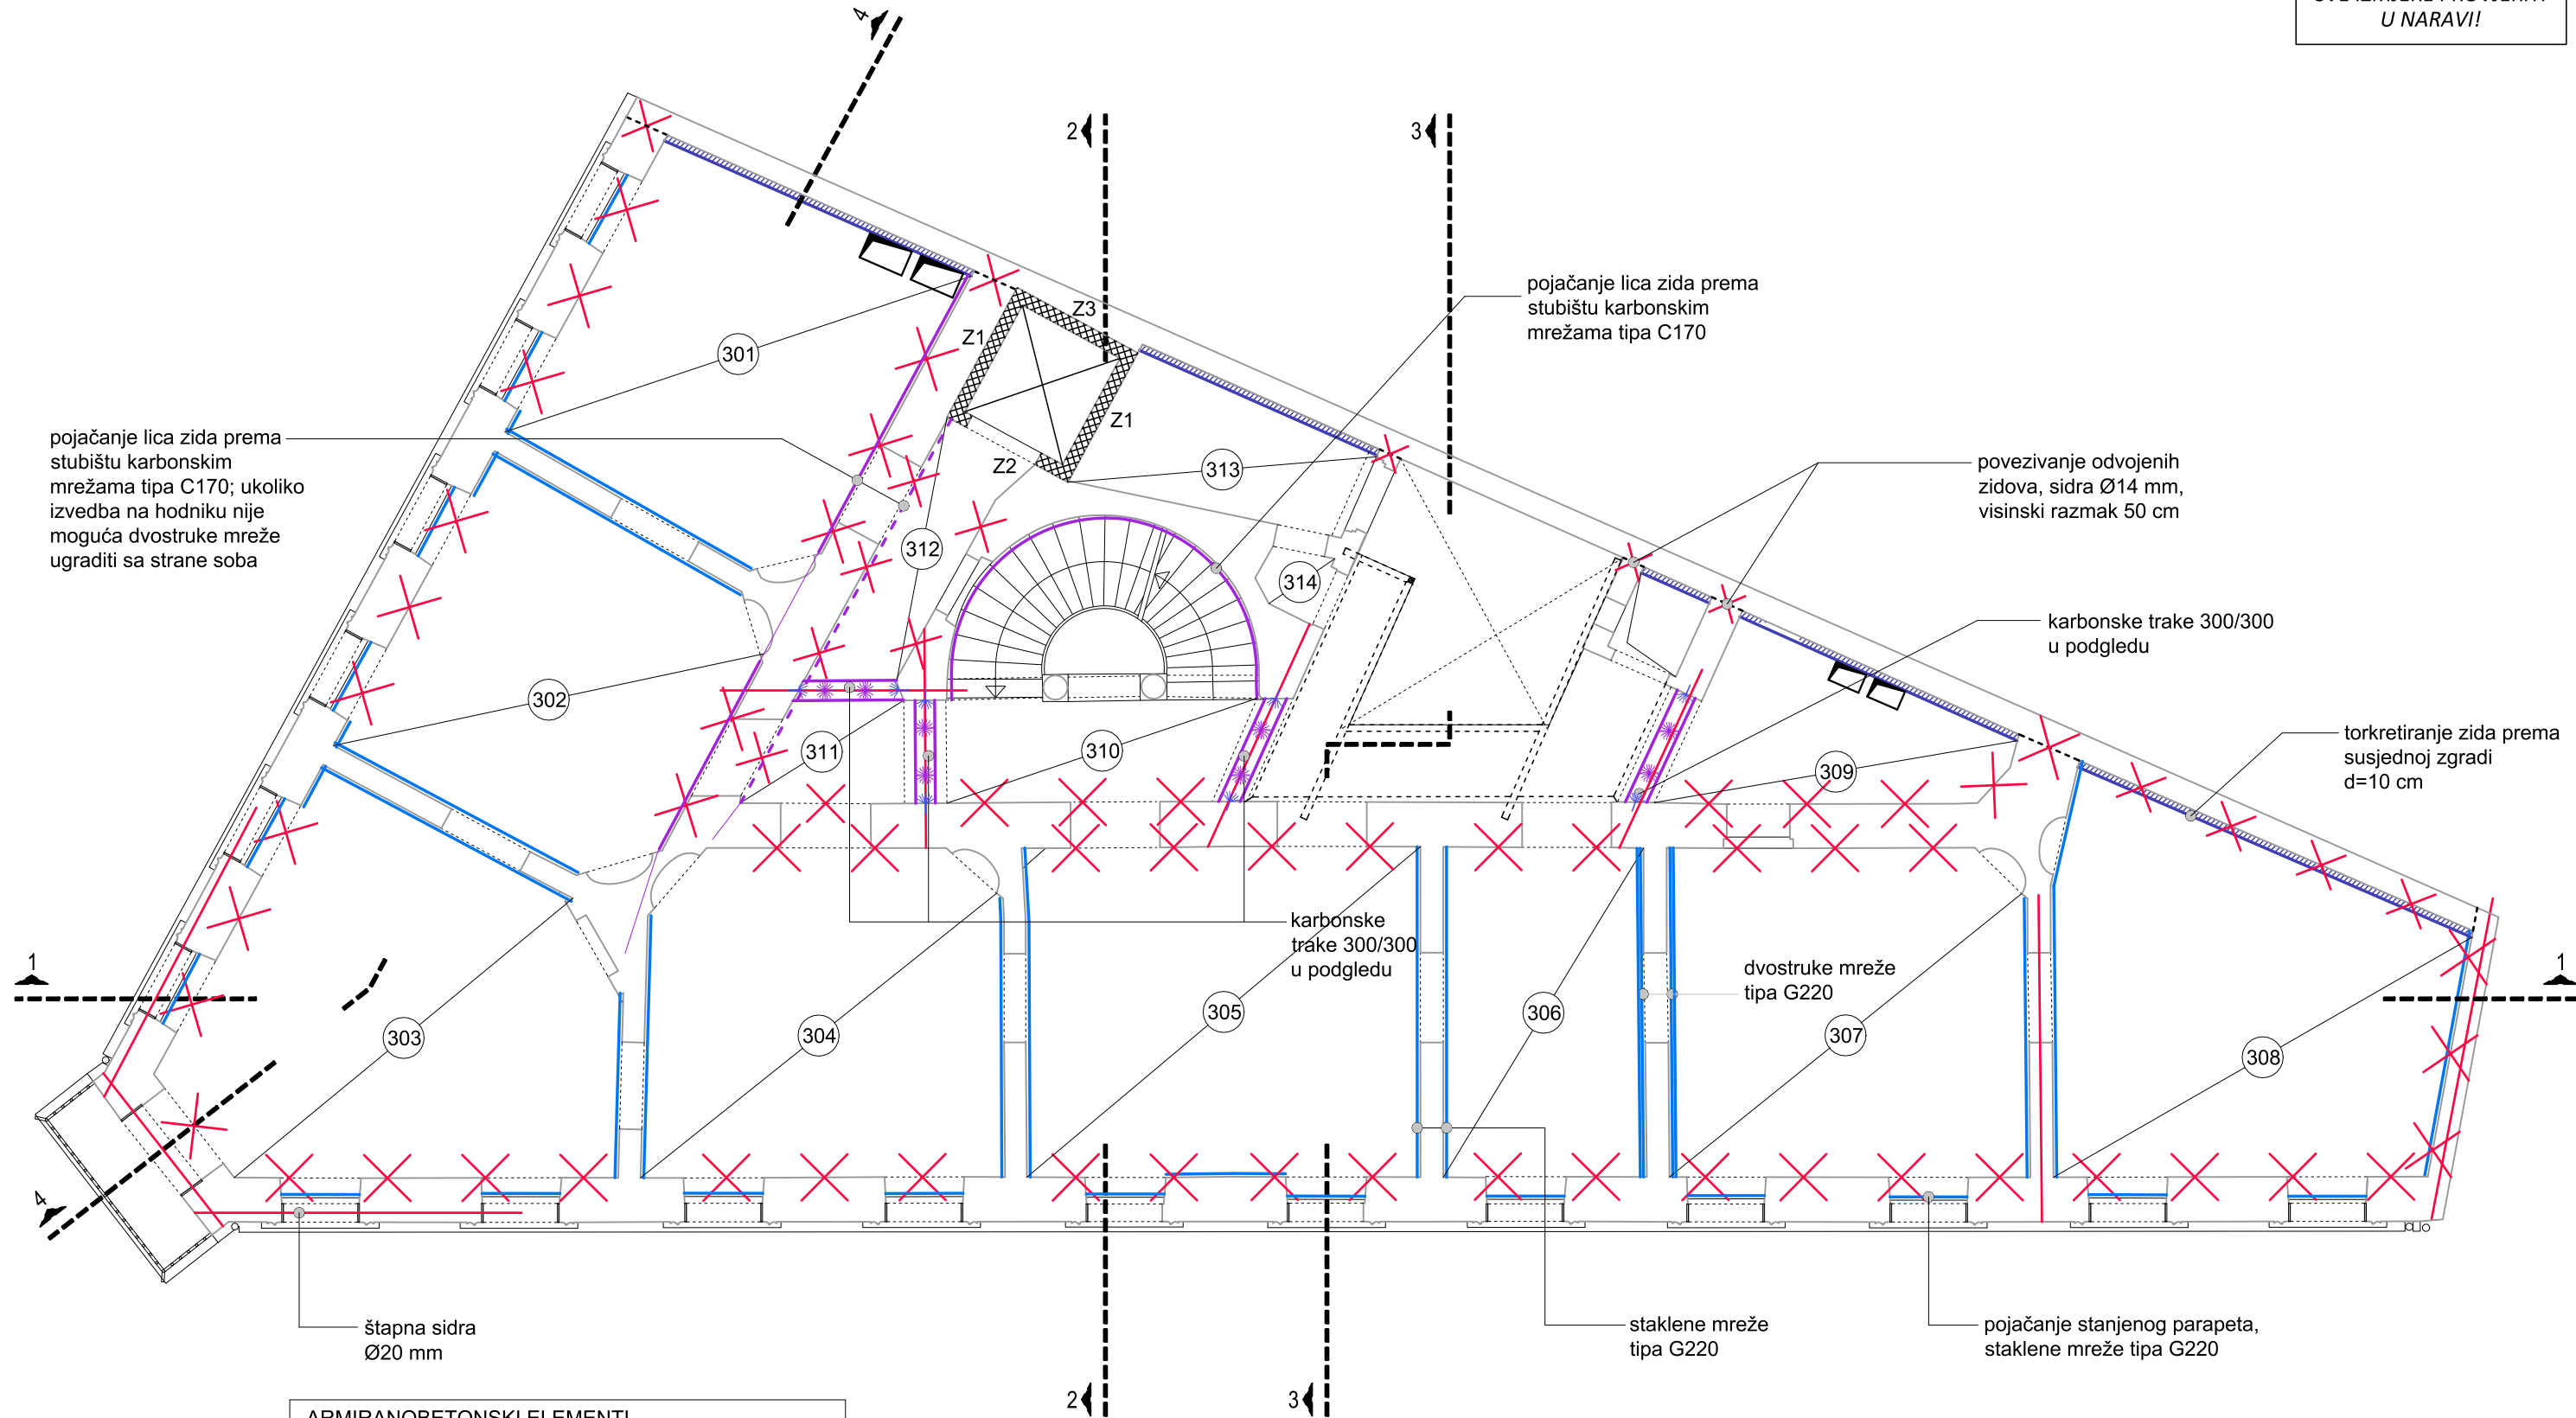 U NARAVI!
4
2
3
pojačanje lica zida prema
stubištu karbonskim
mrežama tipa C170
Z3
Z1
301
Z1
pojačanje lica zida prema
stubištu karbonskim
mrežama tipa C170; ukoliko
izvedba na hodniku nije
moguća dvostruke mreže
ugraditi sa strane soba
Z2
313
povezivanje odvojenih
zidova, sidra Ø14 mm,
visinski razmak 50 cm
312
314
karbonske trake 300/300
u podgledu
302
311
310
309
torkretiranje zida prema
susjednoj zgradi
d=10 cm
karbonske
trake 300/300
u podgledu
1
dvostruke mreže
tipa G220
1
303
304
305
306
307
308
4
štapna sidra
Ø20 mm
staklene mreže
tipa G220
pojačanje stanjenog parapeta,
staklene mreže tipa G220
2
3
ARMIRANOBETONSKI ELEMENTI